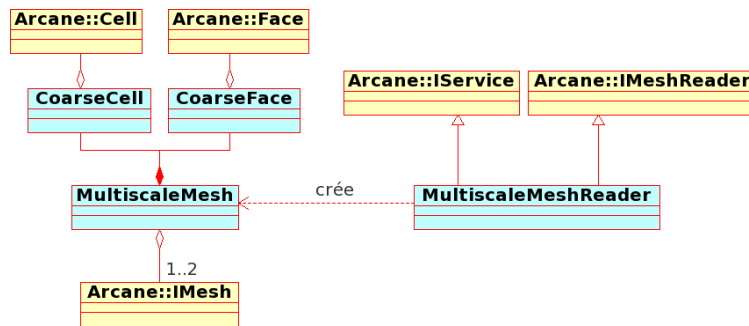 Arcane::Cell
Arcane::Face
Arcane::IService
Arcane::IMeshReader
CoarseCell
CoarseFace
MultiscaleMesh
crée
MultiscaleMeshReader
1..2
Arcane::IMesh